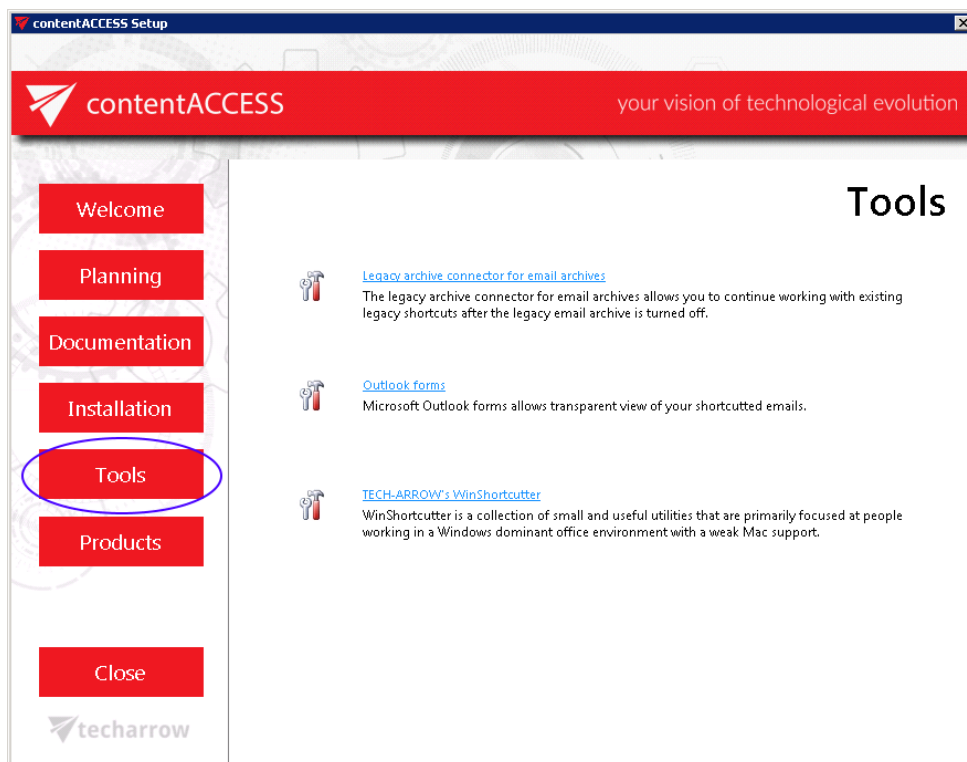 contentACCESS Setup
contentACCESS
your vision of technological evolution
Welcome
Planning
Documentation
Installation
Tools
Products
Close
techarrow
Tools
Legacy archive connector for email archives
The legacy archive connector for email archives allows you to continue working with existing
legacy shortcuts after the legacy email archive is turned off.
Outlook forms
Microsoft Outlook forms allows transparent view of your shortcutted emails.
TECH-ARROW's WinShortcutter
WinShortcutter is a collection of small and useful utilities that are primarily focused at people
working in a Windows dominant office environment with a weak Mac support.